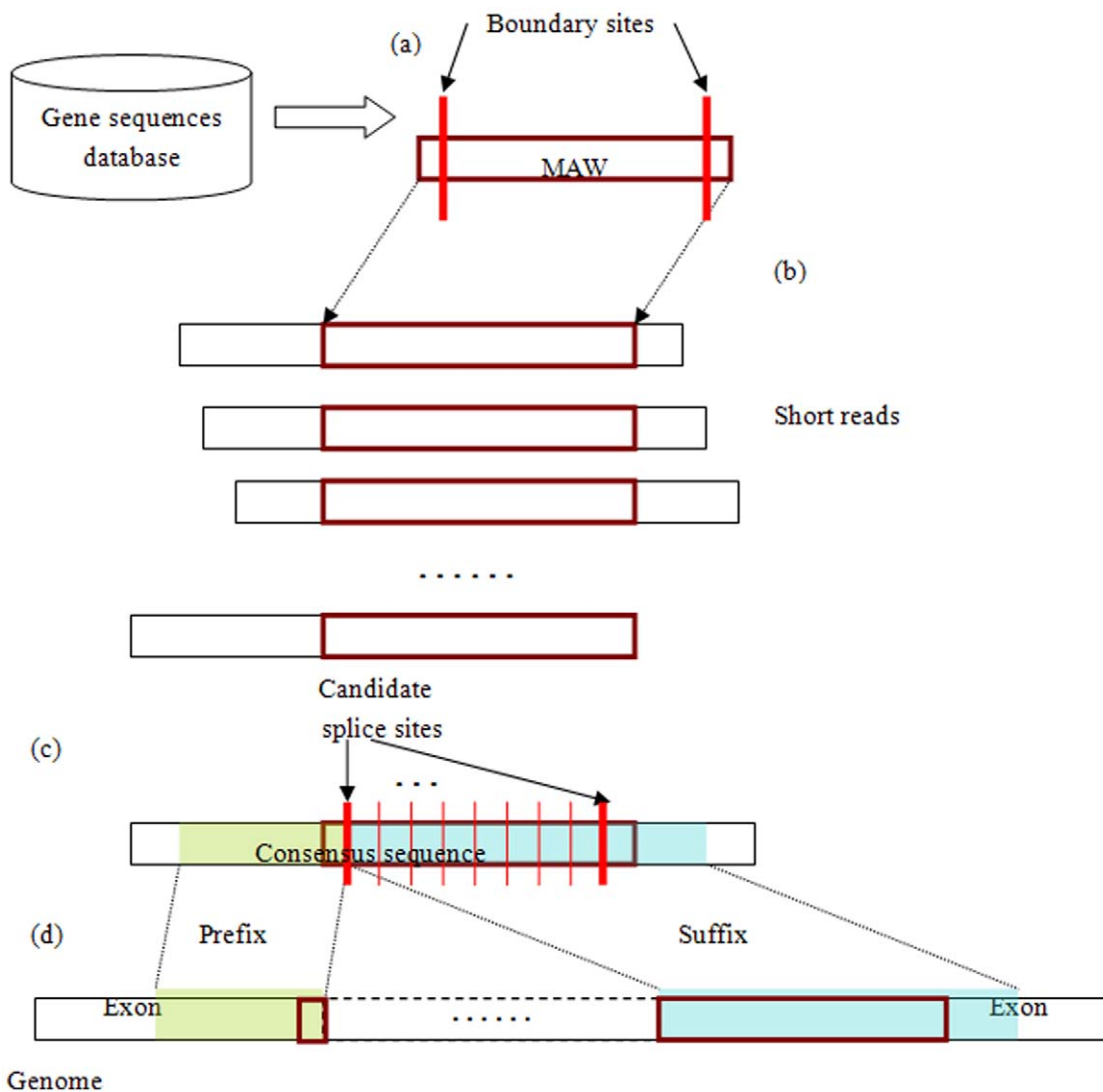 (a)
Boundary sites
Gene sequences
database
MAW
(b)
Short reads
......
Candidate
splice sites
(c)
...
Consensus sequence
(d)
Prefix
Suffix
Exon
......
Exon
Genome